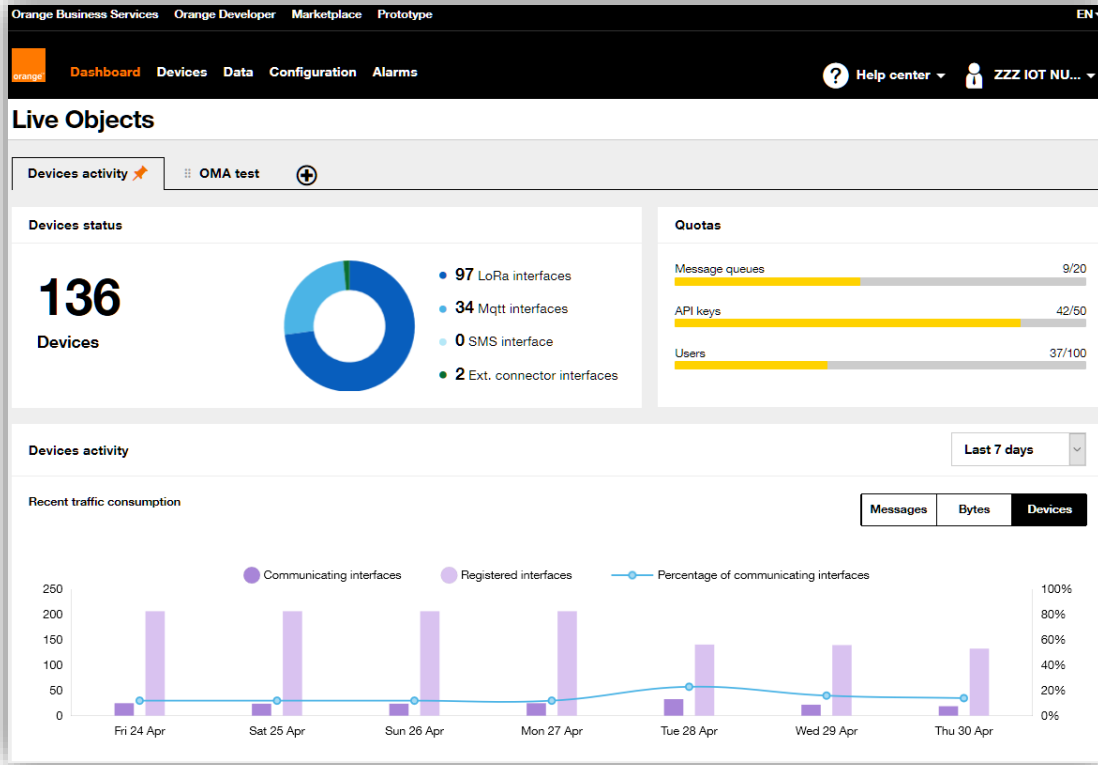 Orange Business Services Orange Developer Marketplace Prototype EN
orange™ Dashboard Devices Data Configuration Alarms ? Help center ZZZ IOT NU...
Live Objects
Devices activity OMA test
Devices status
136
Devices
97 LoRa interfaces
34 Mqtt interfaces
0 SMS interface
2 Ext. connector interfaces
Quotas
Message queues 9/20
API keys 42/50
Users 37/100
Devices activity Last 7 days
Recent traffic consumption Messages Bytes Devices
Communicating interfaces Registered interfaces Percentage of communicating interfaces
250 100%
200 80%
150 60%
100 40%
50 20%
0 0%
Fri 24 Apr Sat 25 Apr Sun 26 Apr Mon 27 Apr Tue 28 Apr Wed 29 Apr Thu 30 Apr